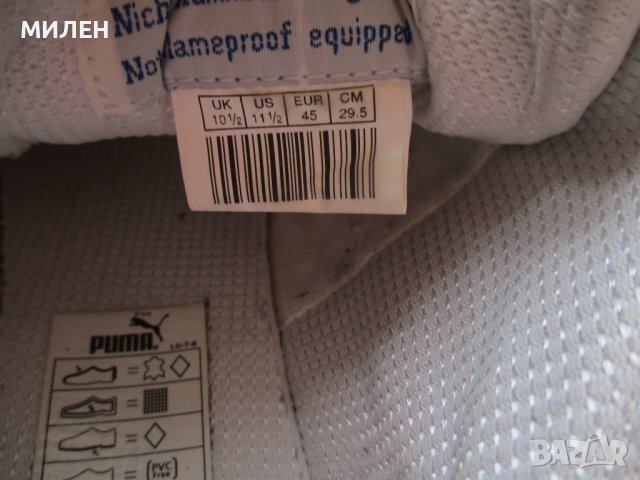 МИЛЕН
equipped
UK US EUR CM
10 1/2 11 1/2 45 29.5
PUMA
LO-T-R
PVC
Free
BAZAR